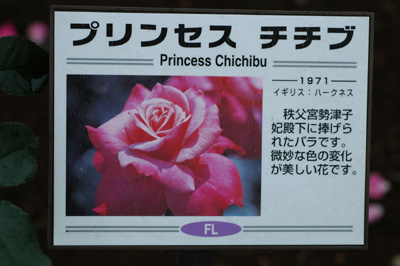 プリンセス チチブ
Princess Chichibu
1971
イギリス：ハークネス
秩父宮勢津子
妃殿下に捧げら
れたバラです。
微妙な色の変化
が美しい花です。
FL